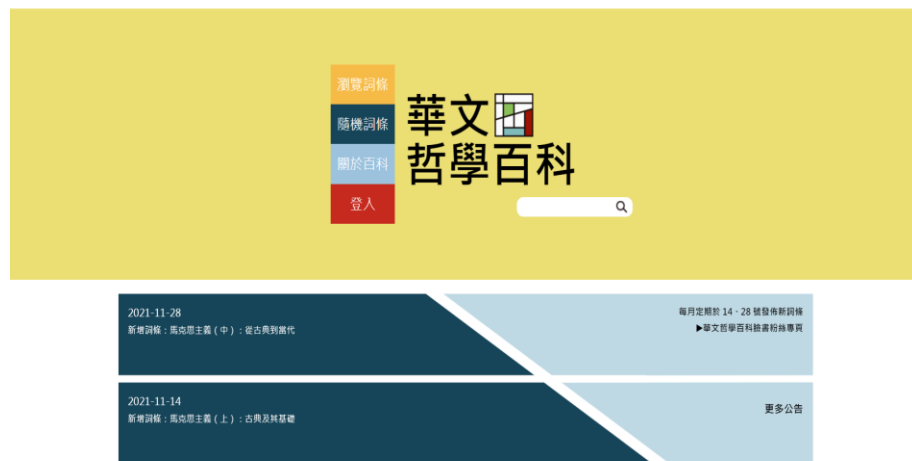 瀏覽詞條
隨機詞條
關於百科
登入
華文
哲學百科
2021-11-28
新增詞條：馬克思主義（中）：從古典到當代
每月定期於 14、28 號發佈新詞條
▶華文哲學百科臉書粉絲專頁
2021-11-14
新增詞條：馬克思主義（上）：古典及其基礎
更多公告